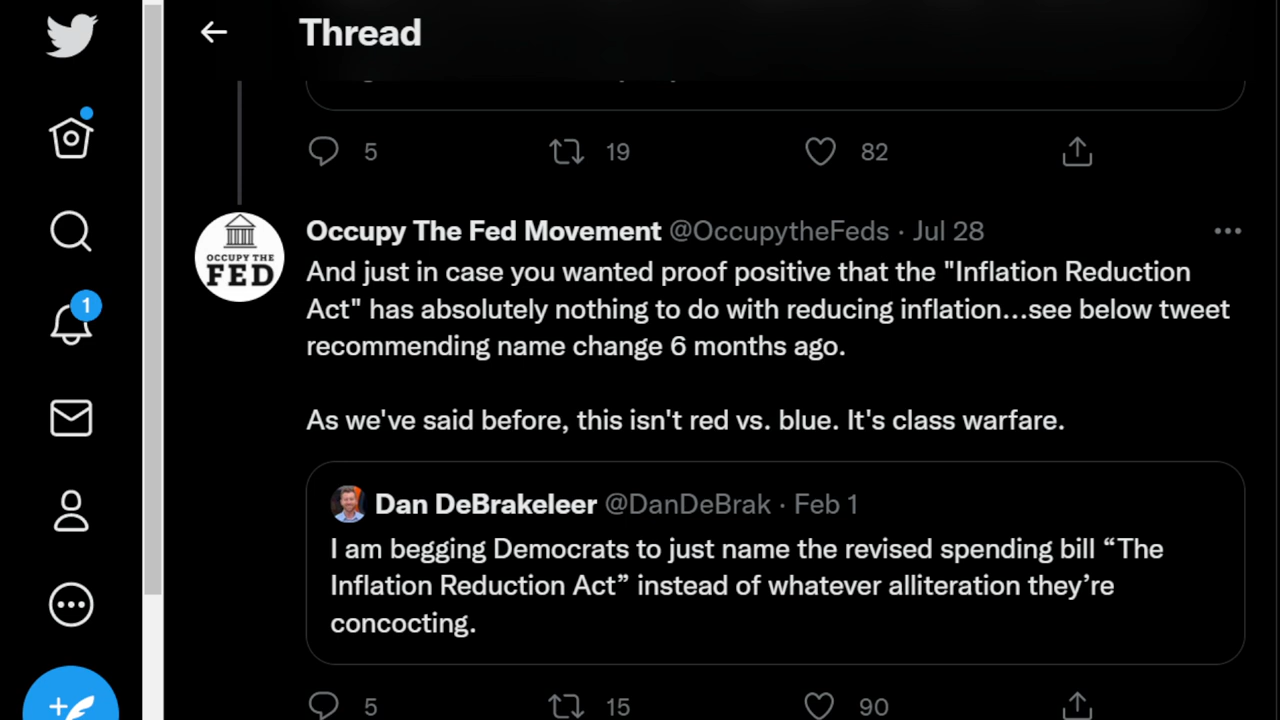 Thread
5 19 82
Occupy The Fed Movement @OccupytheFeds · Jul 28
OCCUPY THE
FED
And just in case you wanted proof positive that the "Inflation Reduction
Act" has absolutely nothing to do with reducing inflation...see below tweet
recommending name change 6 months ago.
As we've said before, this isn't red vs. blue. It's class warfare.
1
Dan DeBrakeleer @DanDeBrak · Feb 1
I am begging Democrats to just name the revised spending bill “The
Inflation Reduction Act” instead of whatever alliteration they’re
concocting.
5 15 90